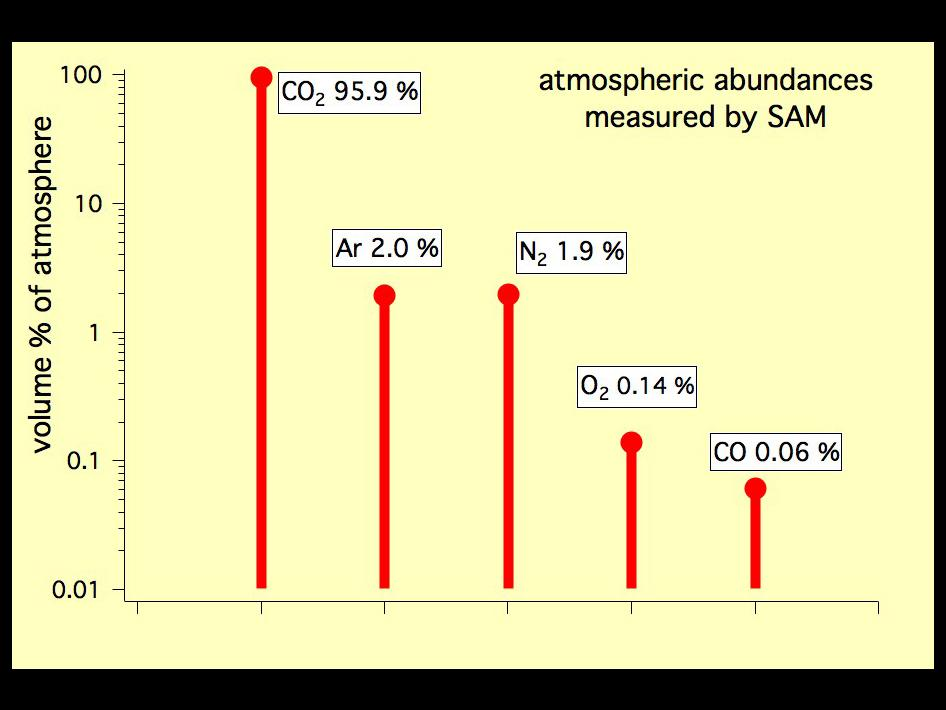 atmospheric abundances
measured by SAM
volume % of atmosphere
100
10
1
0.1
0.01
CO₂ 95.9 %
Ar 2.0 %
N₂ 1.9 %
O₂ 0.14 %
CO 0.06 %